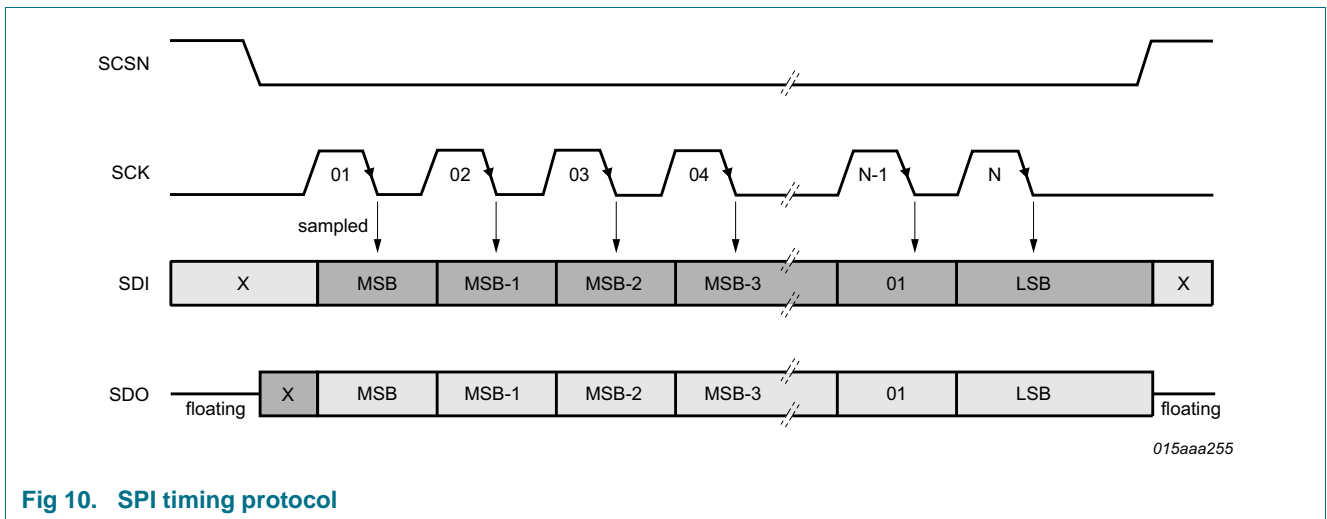 SCSN
SCK 01 02 03 04 N-1 N
sampled
SDI X MSB MSB-1 MSB-2 MSB-3 01 LSB X
SDO X MSB MSB-1 MSB-2 MSB-3 01 LSB
floating floating
015aaa255
Fig 10. SPI timing protocol